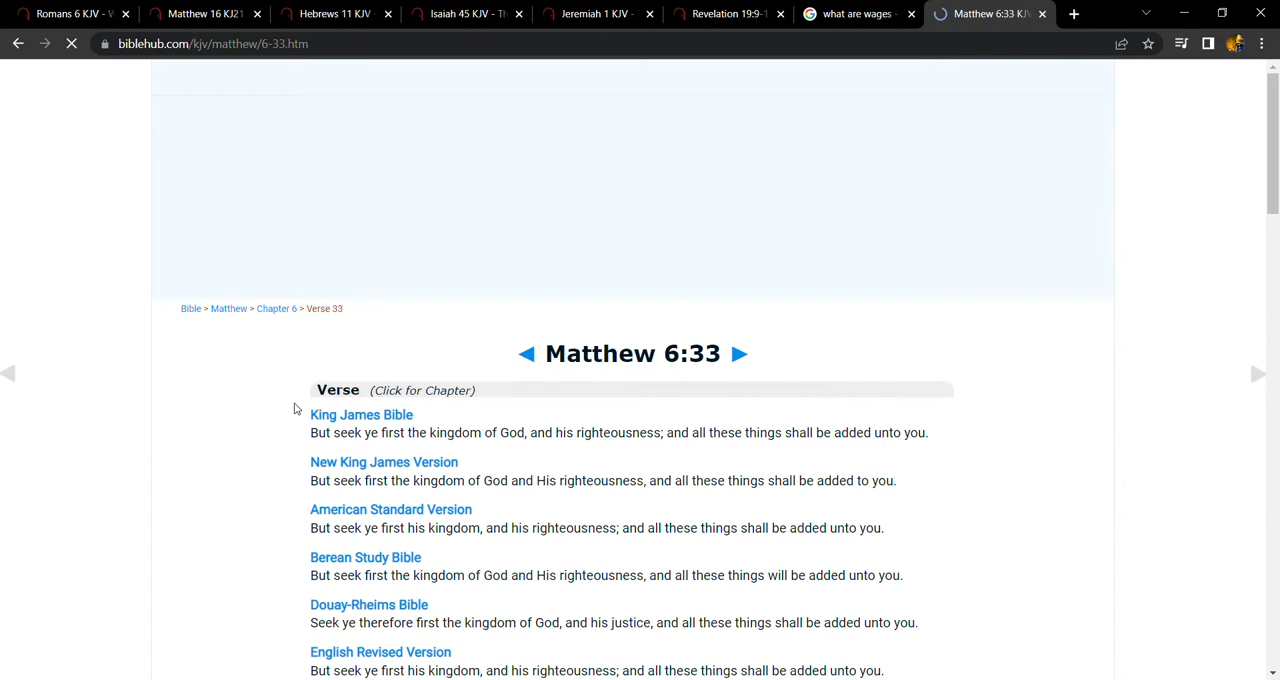 Romans 6 KJV - W
Matthew 16 KJ21
Hebrews 11 KJV -
Isaiah 45 KJV - Th
Jeremiah 1 KJV -
Revelation 19:9-1
what are wages -
Matthew 6:33 KJV
biblehub.com/kjv/matthew/6-33.htm
Bible > Matthew > Chapter 6 > Verse 33
Matthew 6:33
Verse (Click for Chapter)
King James Bible
But seek ye first the kingdom of God, and his righteousness; and all these things shall be added unto you.
New King James Version
But seek first the kingdom of God and His righteousness, and all these things shall be added to you.
American Standard Version
But seek ye first his kingdom, and his righteousness; and all these things shall be added unto you.
Berean Study Bible
But seek first the kingdom of God and His righteousness, and all these things will be added unto you.
Douay-Rheims Bible
Seek ye therefore first the kingdom of God, and his justice, and all these things shall be added unto you.
English Revised Version
But seek ye first his kingdom, and his righteousness; and all these things shall be added unto you.